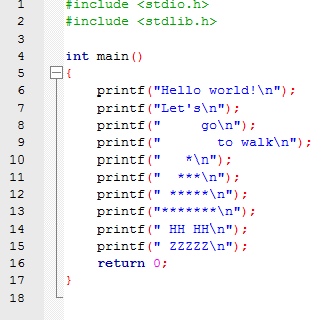 1 #include <stdio.h>
2 #include <stdlib.h>
3
4 int main()
5 {
6     printf("Hello world!\n");
7     printf("Let's\n");
8     printf("     go\n");
9     printf("       to walk\n");
10     printf("   *\n");
11     printf("  ***\n");
12     printf(" *****\n");
13     printf("*******\n");
14     printf(" HH HH\n");
15     printf(" ZZZZZ\n");
16     return 0;
17 }
18